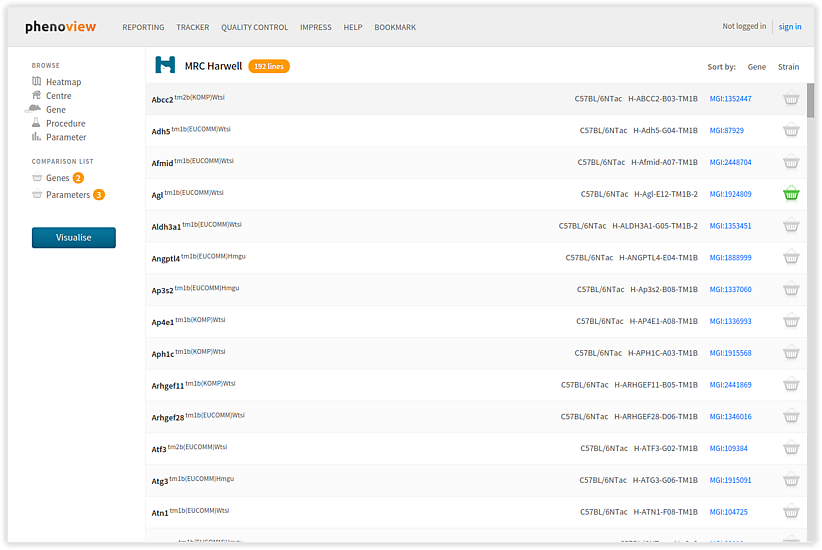 phenoview REPORTING TRACKER QUALITY CONTROL IMPRESS HELP BOOKMARK Not logged in sign in
BROWSE
Heatmap
Centre
Gene
Procedure
Parameter
COMPARISON LIST
Genes 2
Parameters 3
Visualise
MRC Harwell 192 lines Sort by: Gene Strain
Abcc2 tm2b(KOMP)Wtsi C57BL/6NTac H-ABCC2-B03-TM1B MGI:1352447
Adh5 tm1b(EUCOMM)Wtsi C57BL/6NTac H-Adh5-G04-TM1B MGI:87929
Afmid tm1b(EUCOMM)Wtsi C57BL/6NTac H-Afmid-A07-TM1B MGI:2448704
Agl tm1b(EUCOMM)Wtsi C57BL/6NTac H-Agl-E12-TM1B-2 MGI:1924809
Aldh3a1 tm1b(EUCOMM)Wtsi C57BL/6NTac H-ALDH3A1-G05-TM1B-2 MGI:1353451
Angptl4 tm1b(EUCOMM)Hmgu C57BL/6NTac H-ANGPTL4-E04-TM1B MGI:1888999
Ap3s2 tm1b(EUCOMM)Hmgu C57BL/6NTac H-Ap3s2-B08-TM1B MGI:1337060
Ap4e1 tm1b(KOMP)Wtsi C57BL/6NTac H-AP4E1-A08-TM1B MGI:1336993
Aph1c tm1b(KOMP)Wtsi C57BL/6NTac H-APH1C-A03-TM1B MGI:1915568
Arhgef11 tm1b(KOMP)Wtsi C57BL/6NTac H-ARHGEF11-B05-TM1B MGI:2441869
Arhgef28 tm1b(EUCOMM)Wtsi C57BL/6NTac H-ARHGEF28-D06-TM1B MGI:1346016
Atf3 tm2b(EUCOMM)Wtsi C57BL/6NTac H-ATF3-G02-TM1B MGI:109384
Atg3 tm1b(EUCOMM)Hmgu C57BL/6NTac H-ATG3-G06-TM1B MGI:1915091
Atn1 tm1b(EUCOMM)Wtsi C57BL/6NTac H-ATN1-F08-TM1B MGI:104725